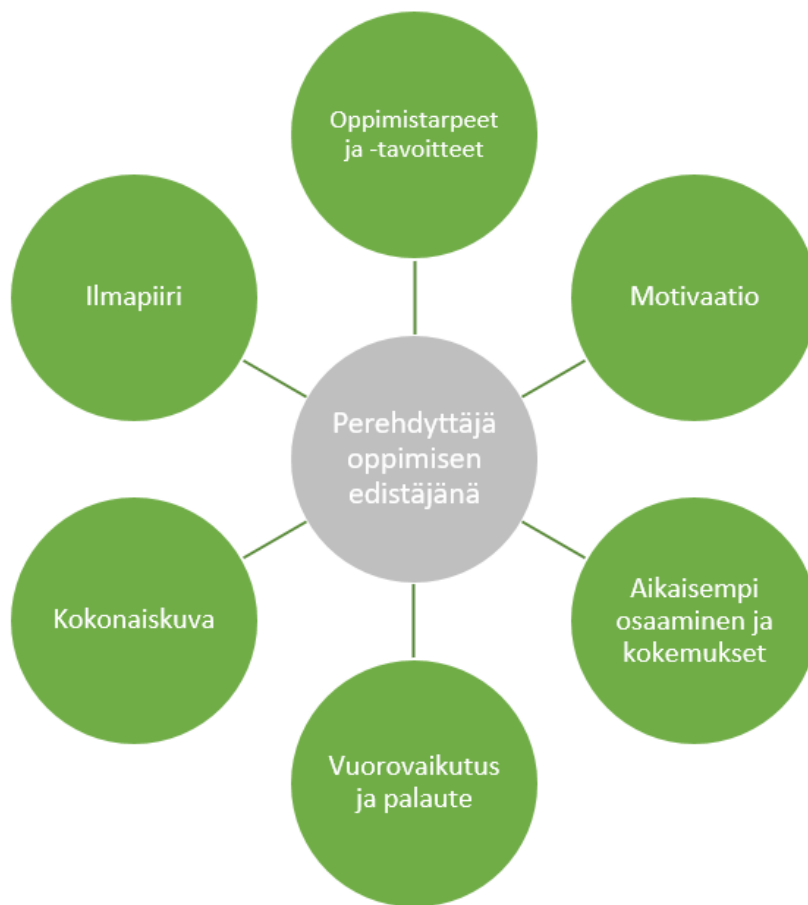 Oppimistarpeet
ja -tavoitteet
Ilmapiiri
Motivaatio
Perehdyttäjä
oppimisen
edistäjänä
Kokonaiskuva
Aikaisempi
osaaminen ja
kokemukset
Vuorovaikutus
ja palaute